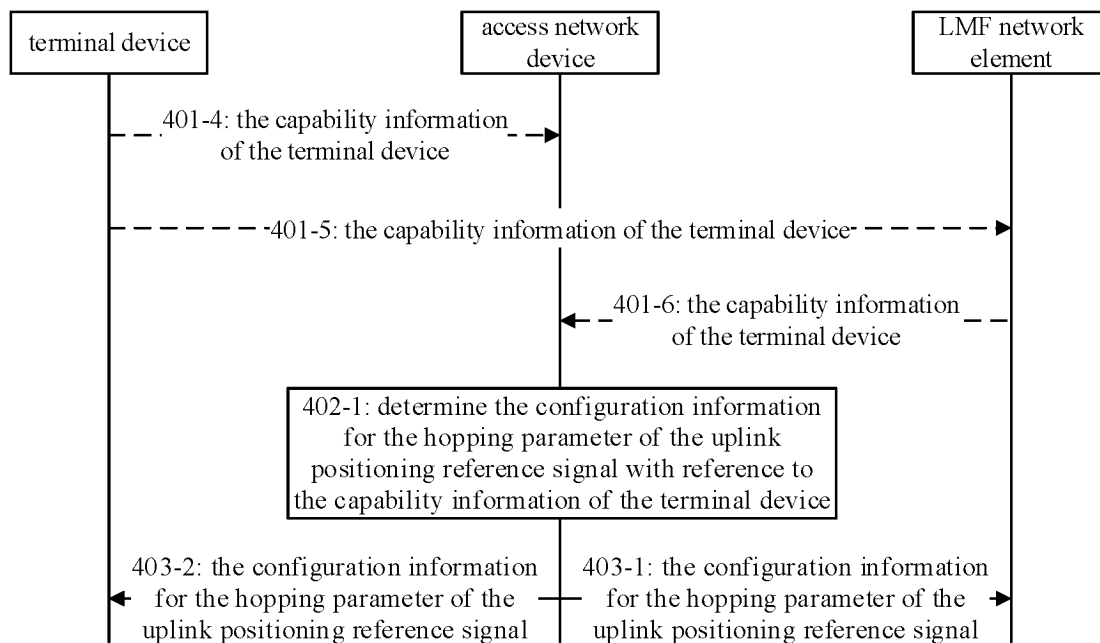 terminal device
access network
device
LMF network
element
401-4: the capability information
of the terminal device
401-5: the capability information of the terminal device
401-6: the capability information
of the terminal device
402-1: determine the configuration information
for the hopping parameter of the uplink
positioning reference signal with reference to
the capability information of the terminal device
403-2: the configuration information
for the hopping parameter of the
uplink positioning reference signal
403-1: the configuration information
for the hopping parameter of the
uplink positioning reference signal